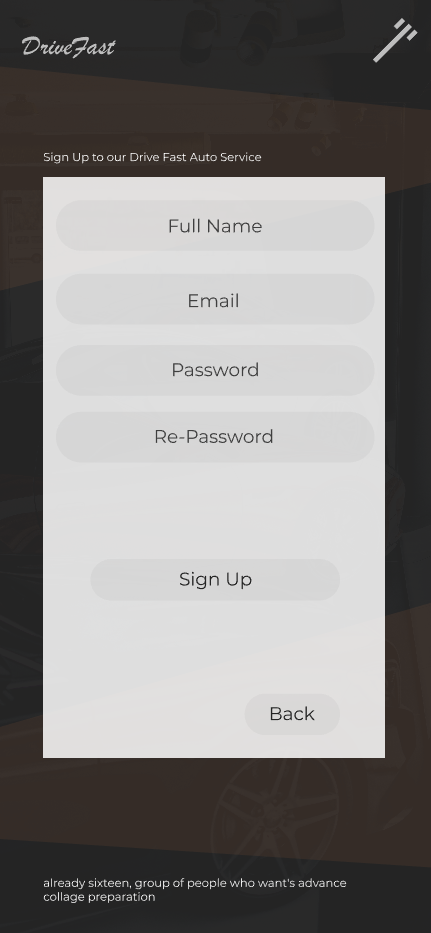 DriveFast
Sign Up to our Drive Fast Auto Service
Full Name
Email
Password
Re-Password
Sign Up
Back
already sixteen, group of people who want's advance
collage preparation